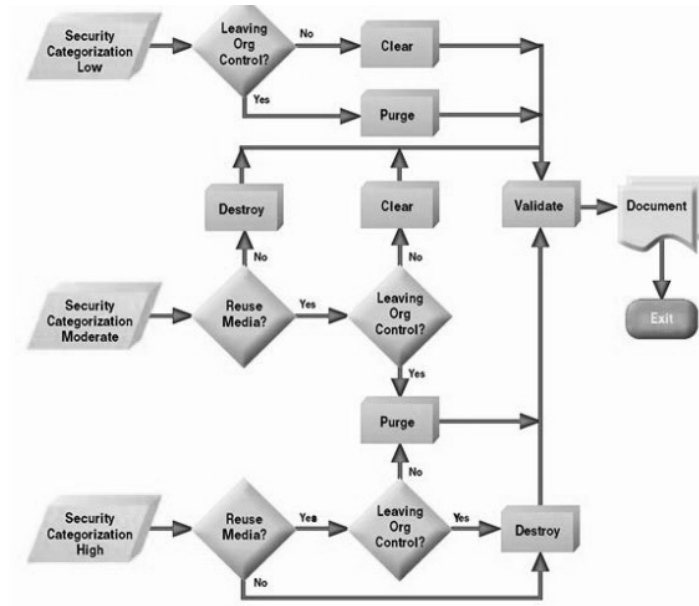 Security
Categorization
Low
Leaving
Org
Control?
No
Clear
Yes
Purge
Destroy
Clear
Validate
Document
No
No
Security
Categorization
Moderate
Reuse
Media?
Yes
Leaving
Org
Control?
Exit
Yes
Purge
No
Security
Categorization
High
Reuse
Media?
Yes
Leaving
Org
Control?
Yes
Destroy
No